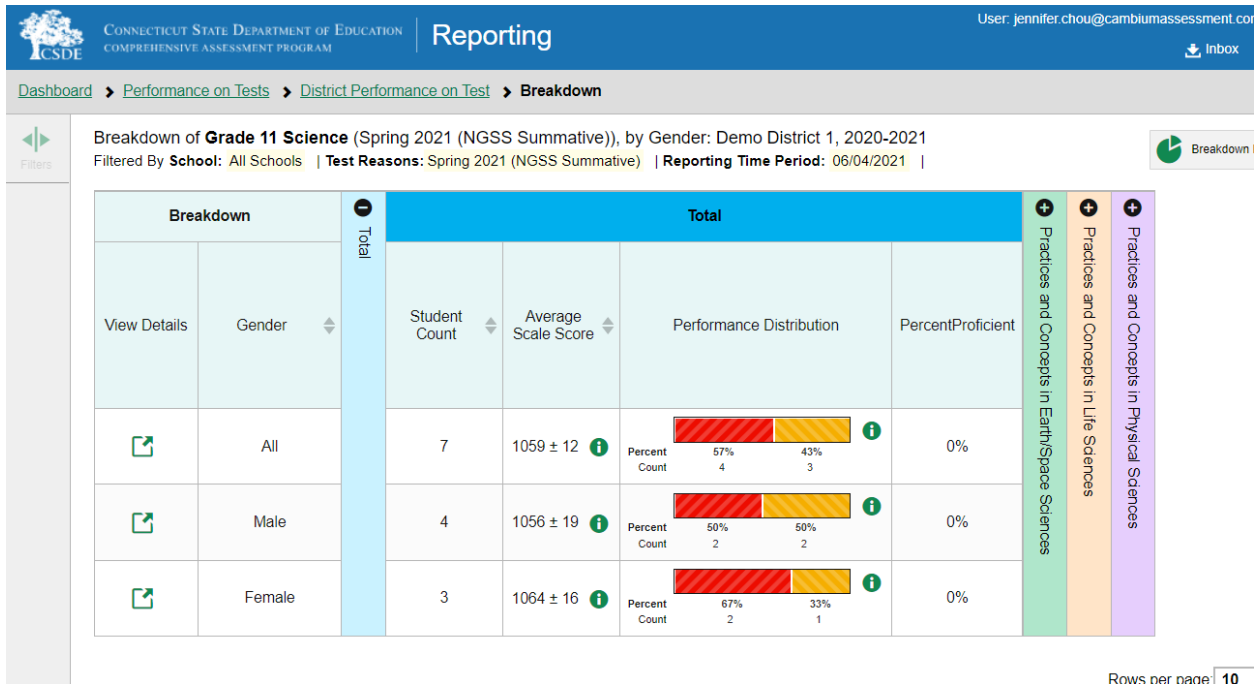 CSDE
CONNECTICUT STATE DEPARTMENT OF EDUCATION
COMPREHENSIVE ASSESSMENT PROGRAM
Reporting
User: jennifer.chou@cambiumassessment.com
Inbox
Dashboard > Performance on Tests > District Performance on Test > Breakdown
Filters
Breakdown of Grade 11 Science (Spring 2021 (NGSS Summative)), by Gender: Demo District 1, 2020-2021
Filtered By School: All Schools | Test Reasons: Spring 2021 (NGSS Summative) | Reporting Time Period: 06/04/2021 |
Breakdown
Breakdown
Total
Total
Practices and Concepts in Earth/Space Sciences
Practices and Concepts in Life Sciences
Practices and Concepts in Physical Sciences
View Details
Gender
Student
Count
Average
Scale Score
Performance Distribution
PercentProficient
All 7 1059 ± 12 0%
Percent 57% 43%
Count 4 3
Male 4 1056 ± 19 0%
Percent 50% 50%
Count 2 2
Female 3 1064 ± 16 0%
Percent 67% 33%
Count 2 1
Rows per page: 10